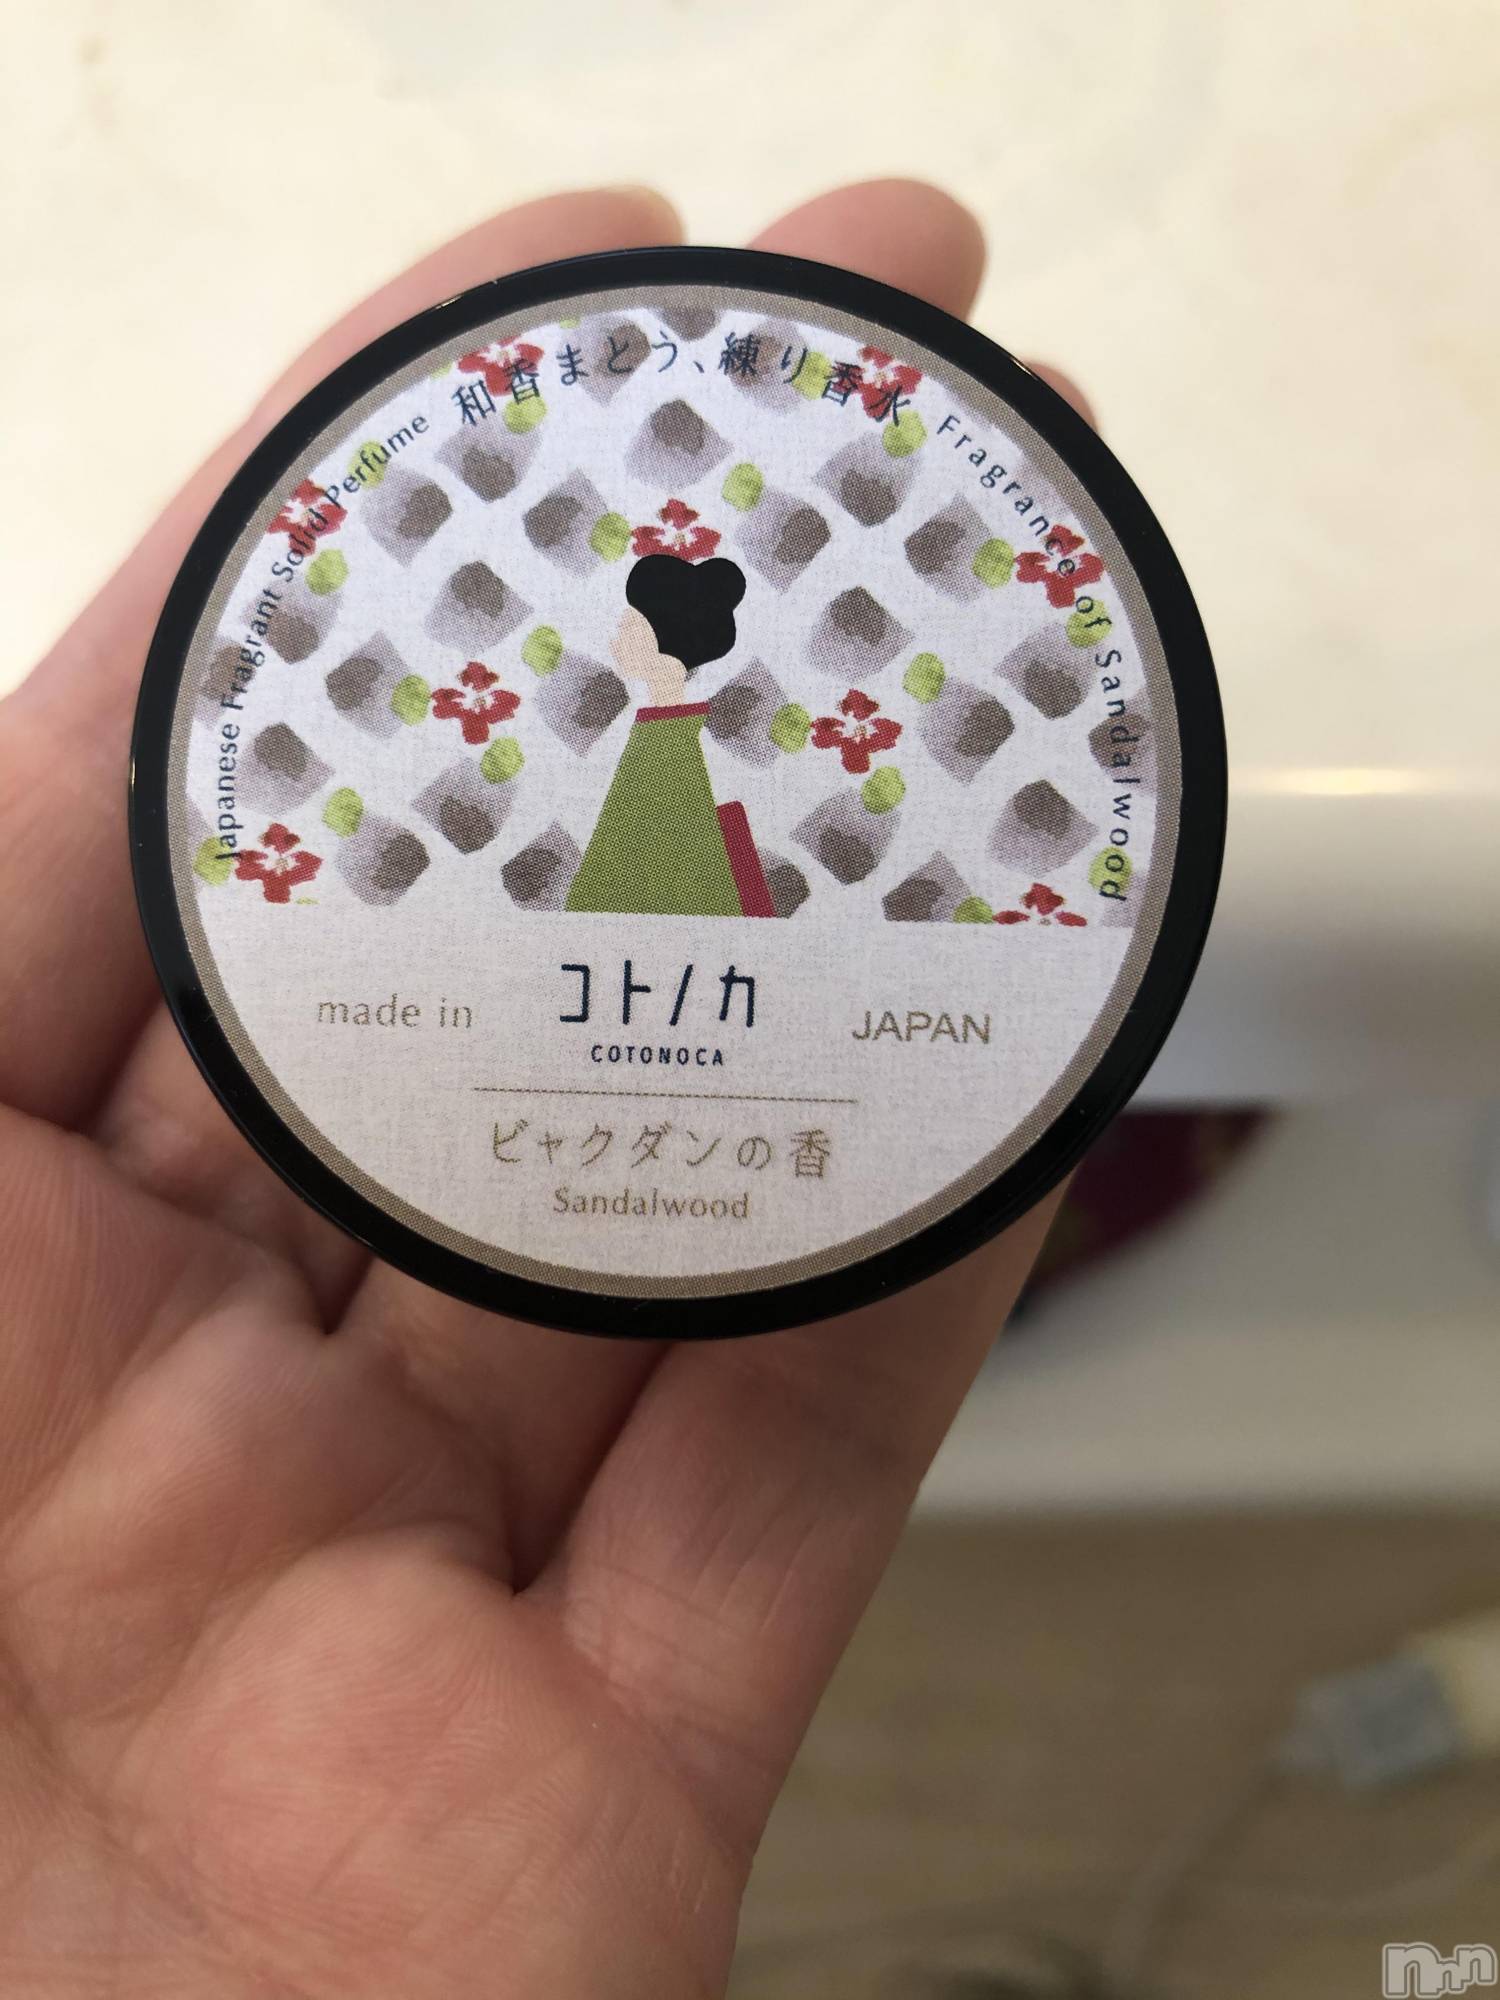 Japanese Fragrant Solid Perfume 和香まとう、練り香水 Fragrance of Sandalwood
made in コトノカ JAPAN
COTONOCA
ビャクダンの香
Sandalwood
nnn